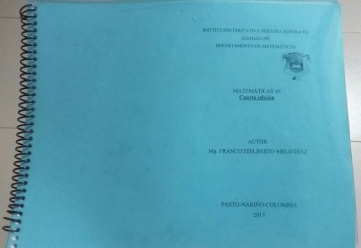 INSTITUCIÓN EDUCATIVA NUESTRA SEÑORA DE
GUADALUPE
DEPARTAMENTO DE MATEMÁTICAS
MATEMÁTICAS 10
Cuarta edición
AUTOR
Mg. FRANCO EDILBERTO MELO DIAZ
PASTO-NARIÑO-COLOMBIA
2017